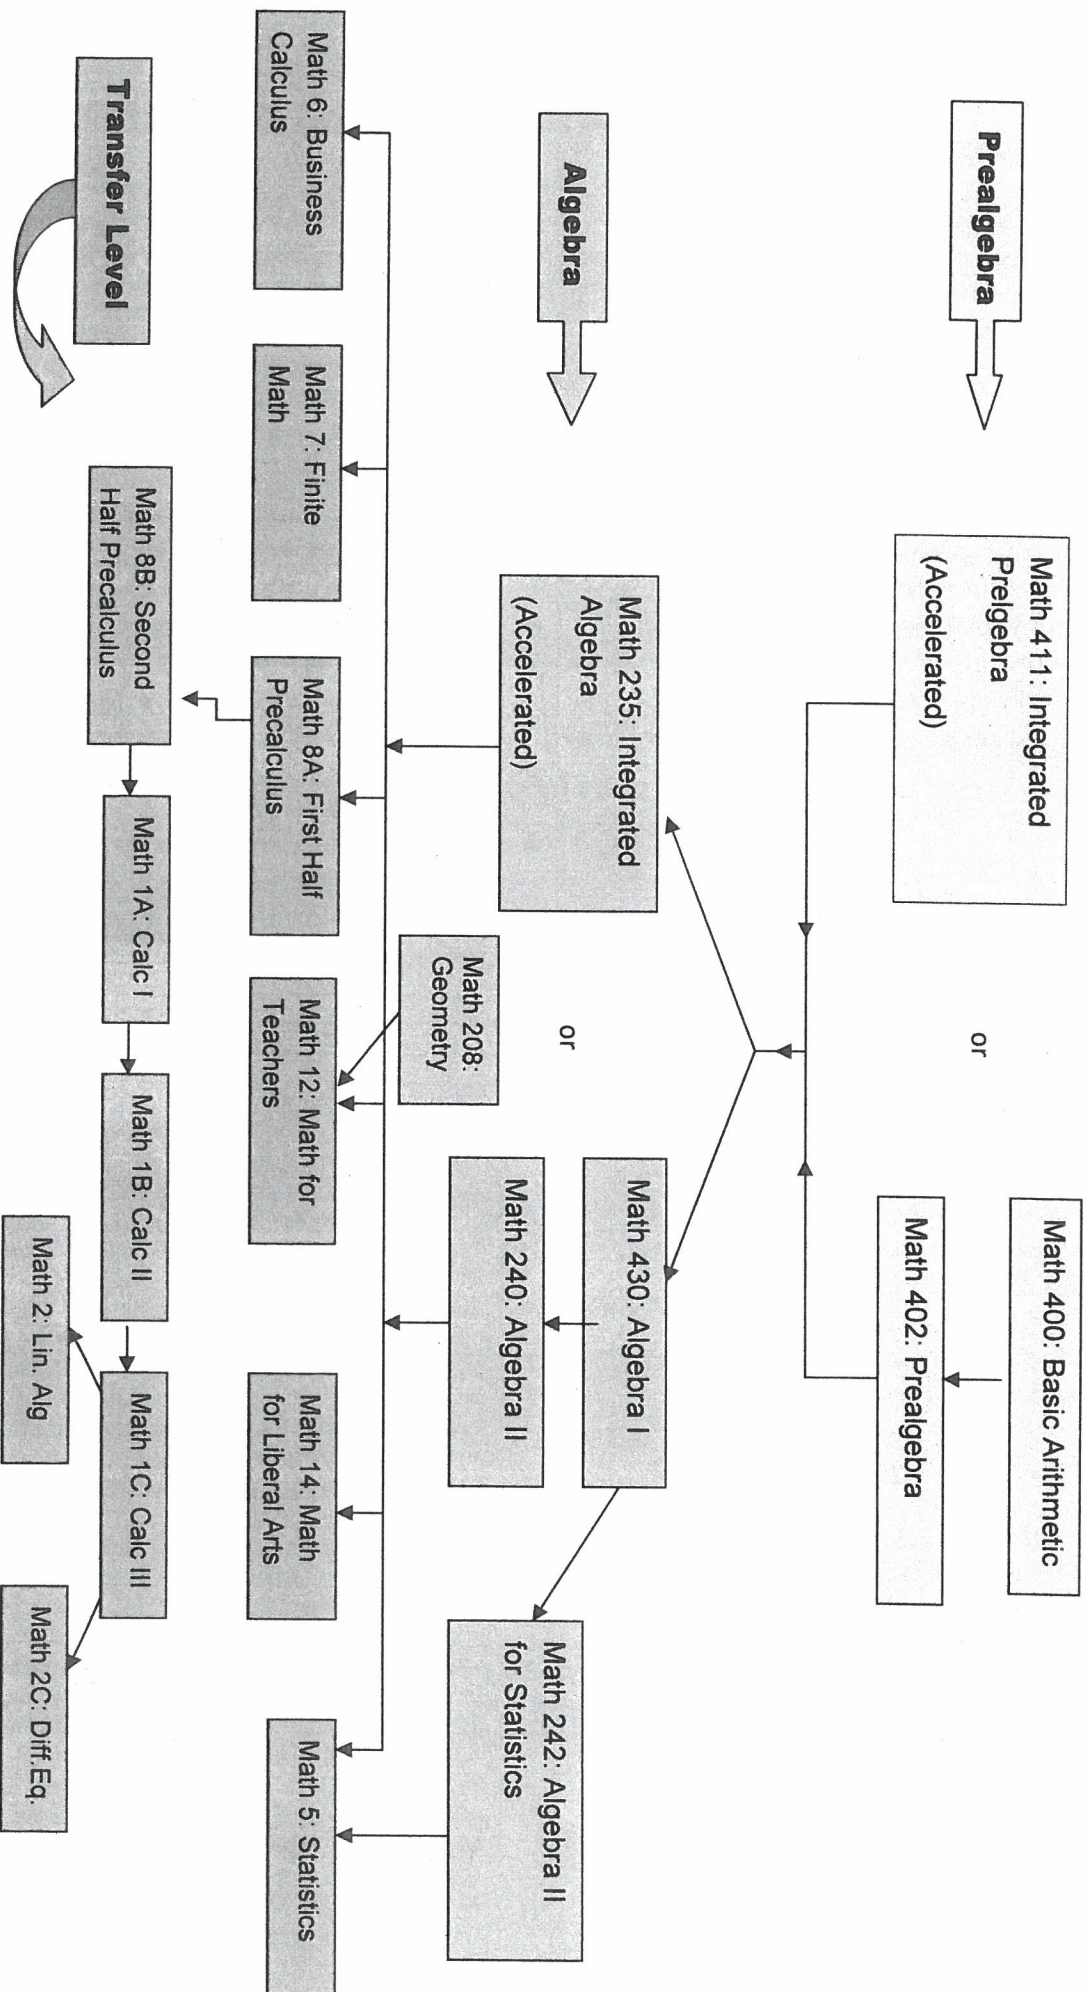 Prealgebra
Math 411: Integrated
Prelgebra
(Accelerated)
or
Math 400: Basic Arithmetic
Math 402: Prealgebra
Algebra
Math 235: Integrated
Algebra
(Accelerated)
or
Math 430: Algebra I
Math 240: Algebra II
Math 242: Algebra II
for Statistics
Math 208:
Geometry
Math 6: Business
Calculus
Math 7: Finite
Math
Math 8A: First Half
Precalculus
Math 12: Math for
Teachers
Math 14: Math
for Liberal Arts
Math 5: Statistics
Transfer Level
Math 8B: Second
Half Precalculus
Math 1A: Calc I
Math 1B: Calc II
Math 1C: Calc III
Math 2: Lin. Alg
Math 2C: Diff.Eq.